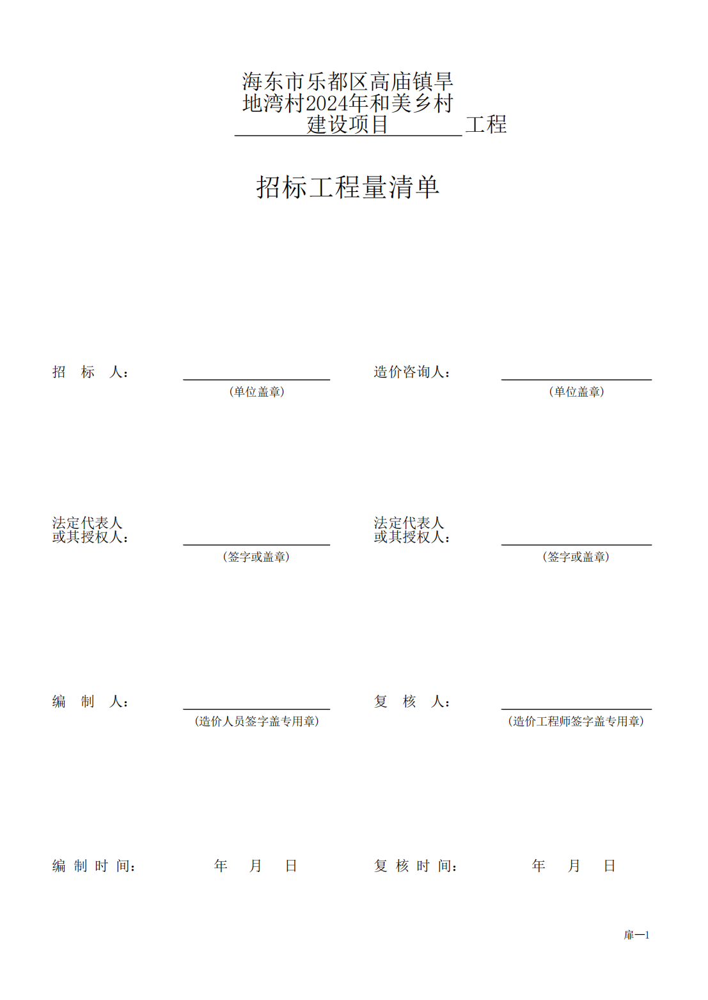 海东市乐都区高庙镇旱
地湾村2024年和美乡村
建设项目 工程
招标工程量清单
招 标 人： 造价咨询人：
(单位盖章) (单位盖章)
法定代表人 法定代表人
或其授权人： 或其授权人：
(签字或盖章) (签字或盖章)
编 制 人： 复 核 人：
(造价人员签字盖专用章) (造价工程师签字盖专用章)
编 制 时 间： 年 月 日 复 核 时 间： 年 月 日
扉—1